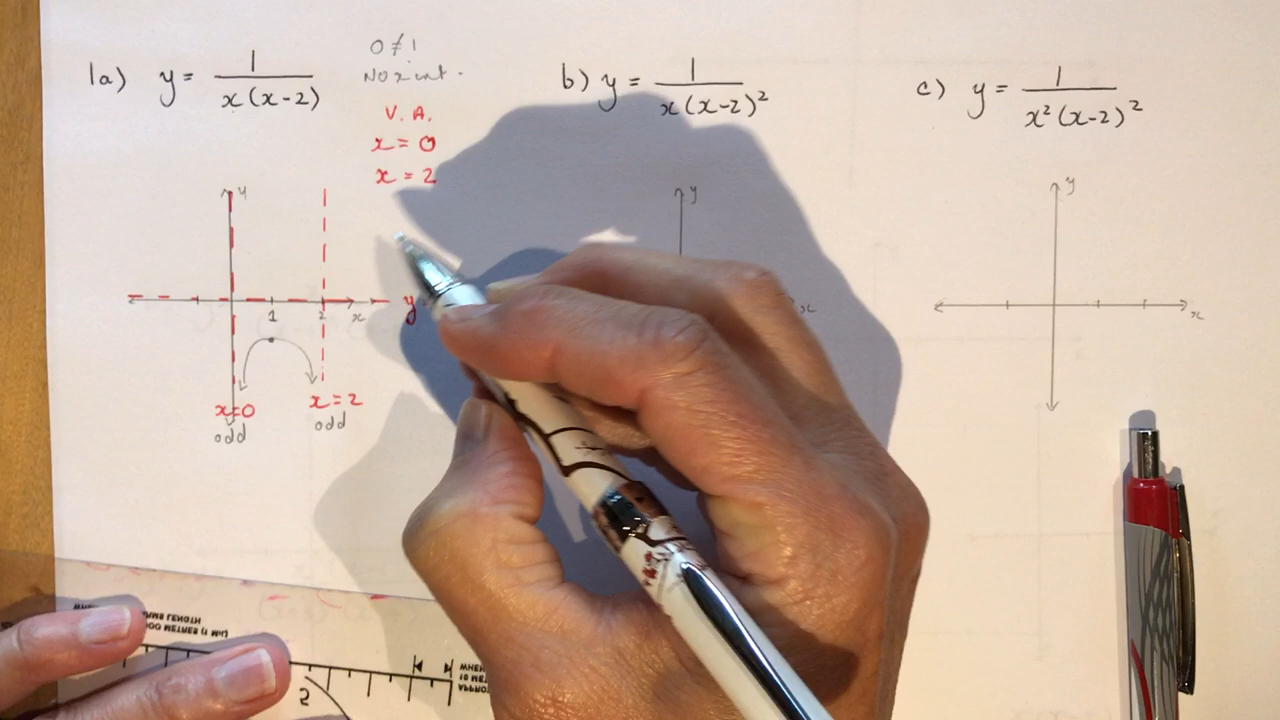 1a) y = 1 / x(x-2)
0 ≠ 1
No x int.
V. A.
x = 0
x = 2
y
1 2 x
y
x=0
odd
x = 2
odd
b) y = 1 / x(x-2)²
y
x
c) y = 1 / x²(x-2)²
y
x
2